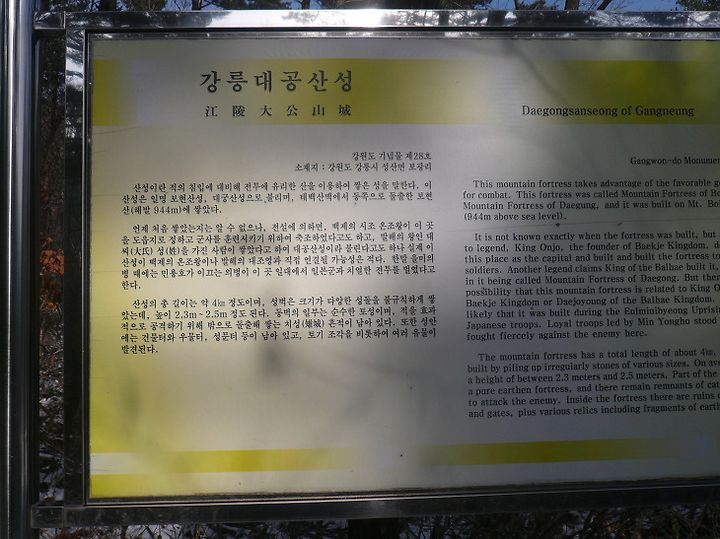 강릉대공산성
江陵大公山城
강원도 기념물 제28호
소재지 : 강원도 강릉시 성산면 보광리
산성이란 적의 침입에 대비해 전투에 유리한 산을 이용하여 쌓은 성을 말한다. 이
산성은 일명 보현산성, 대궁산성으로 불리며, 태백산맥에서 동쪽으로 돌출한 보현
산(해발 944m)에 쌓았다.
언제 처음 쌓았는지는 알 수 없으나, 전설에 의하면, 백제의 시조 온조왕이 이 곳
을 도읍지로 정하고 군사를 훈련시키기 위하여 축조하였다고도 하고, 발해의 왕인 대
씨(大氏) 성(姓)을 가진 사람이 쌓았다고 하여 대공산성이라 불린다고도 하나 실제 이
산성이 백제의 온조왕이나 발해의 대조영과 직접 연결될 가능성은 적다. 한말 을미의
병 때에는 민용호가 이끄는 의병이 이 곳 일대에서 일본군과 치열한 전투를 벌였다고
한다.
산성의 총 길이는 약 4㎞ 정도이며, 성벽은 크기가 다양한 성돌을 불규칙하게 쌓
았는데, 높이 2.3m~2.5m 정도 된다. 동벽의 일부는 순수한 토성이며, 적을 효과
적으로 공격하기 위해 밖으로 돌출해 쌓는 치성(雉城) 흔적이 남아 있다. 또한 성안
에는 건물터와 우물터, 성문터 등이 남아 있고, 토기 조각을 비롯하여 여러 유물이
발견된다.
Daegongsanseong of Gangneung
Gangwon-do Monume
This mountain fortress takes advantage of the favorable g
for combat. This fortress was called Mountain Fortress of Bo
Mountain Fortress of Daegung, and it was built on Mt. Bo
(944m above sea level).
It is not known exactly when the fortress was built, but
to legend, King Onjo, the founder of Baekje Kingdom, d
this place as the capital and built and built the fortress to
soldiers. Another legend claims King of the Balhae built it,
in it being called Mountain Fortress of Daegong. But ther
possibility that this mountain fortress is related to King O
Baekje Kingdom or Daejoyoung of the Balbae Kingdom,
likely that it was built during the Eulmiuibyeong Uprisi
Japanese troops. Loyal troops led by Min Yongho stood
fought fiercely against the enemy here.
The mountain fortress has a total length of about 4㎞,
built by piling up irregularly stones of various sizes. On av
a height of between 2.3 meters and 2.5 meters. Part of the
a pure earthen fortress, and there remain remnants of cat
to attack the enemy. Inside the fortress there are ruins
and gates, plus various relics including fragments of earth